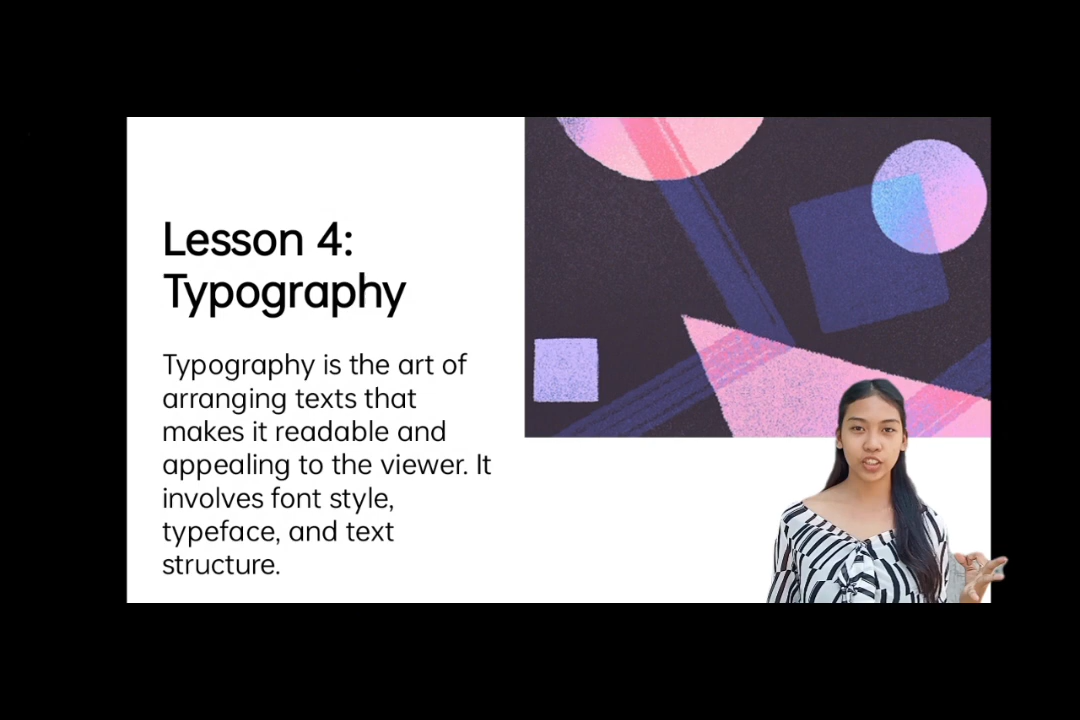 Lesson 4:
Typography
Typography is the art of
arranging texts that
makes it readable and
appealing to the viewer. It
involves font style,
typeface, and text
structure.